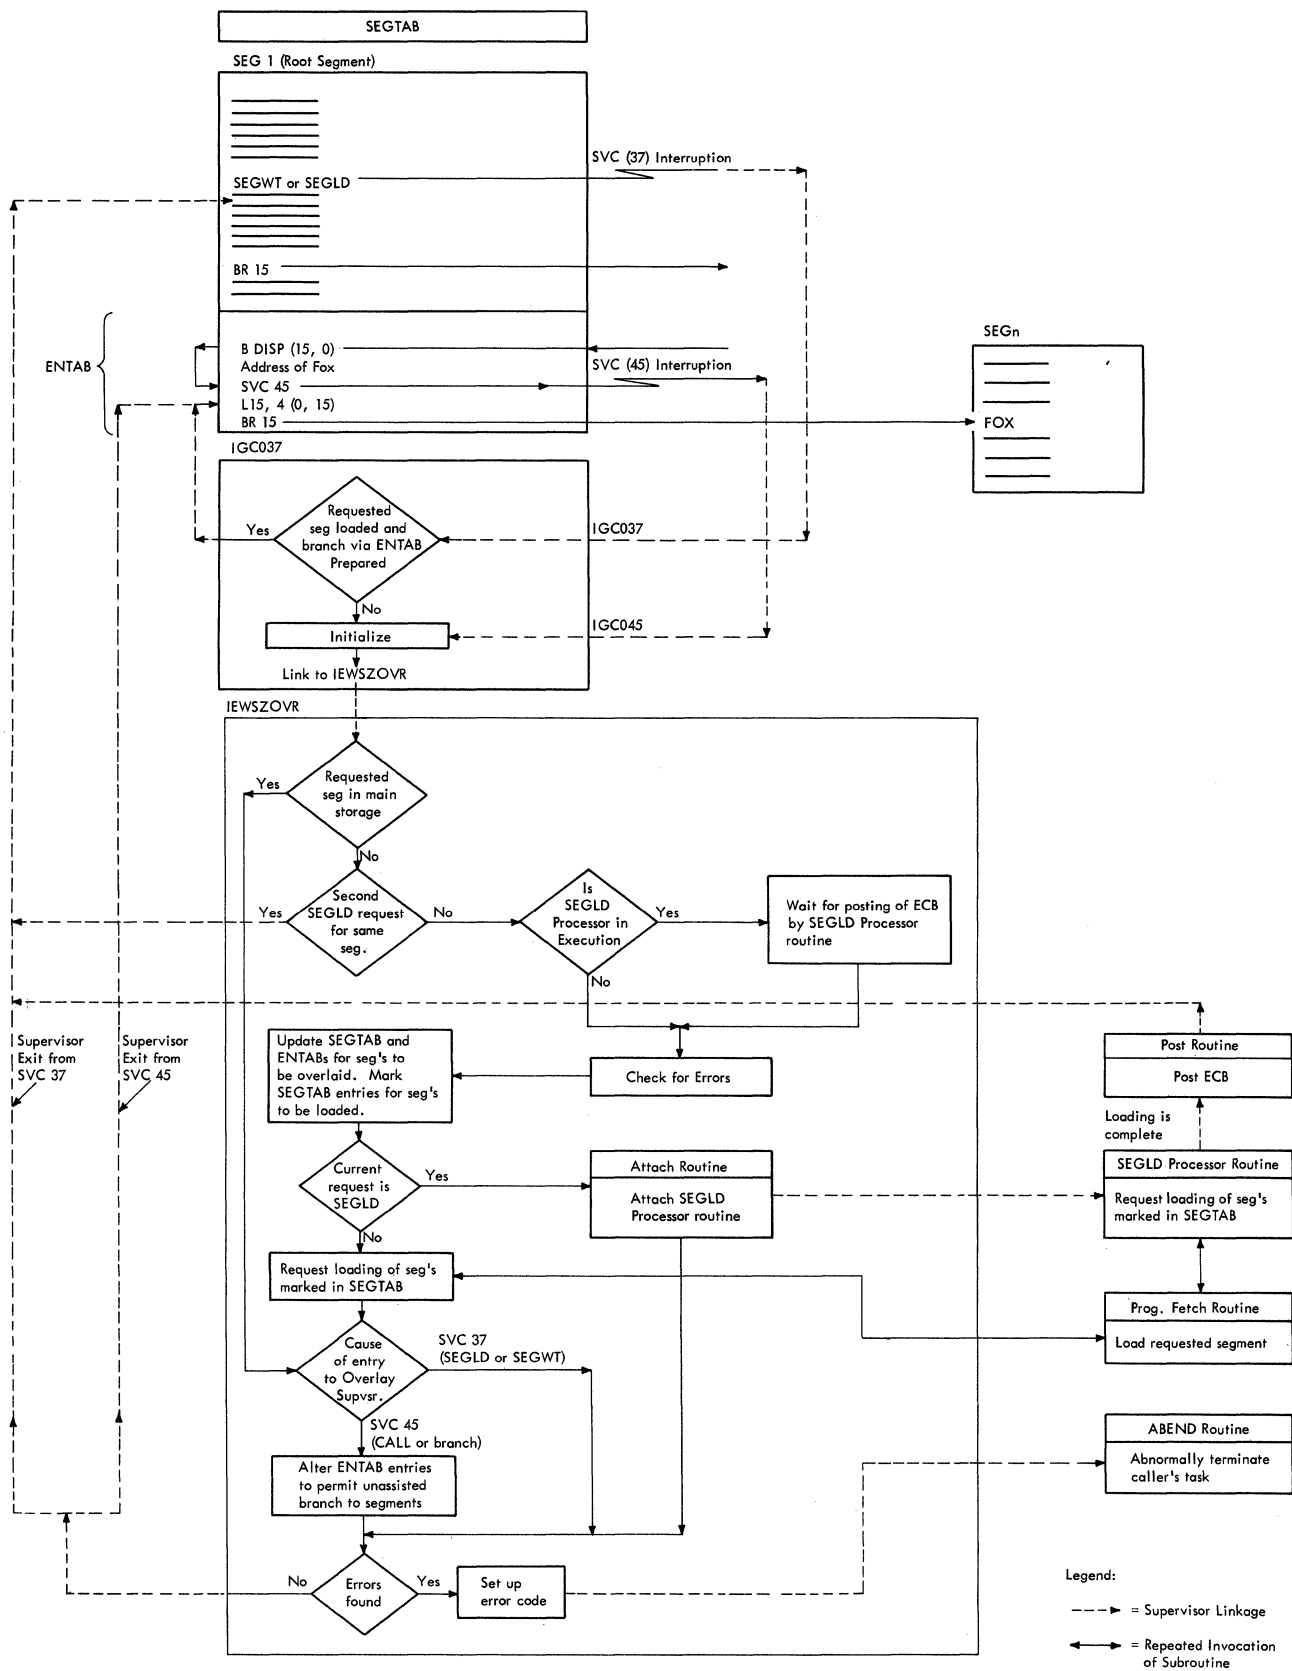 SEGTAB
SEG 1 (Root Segment)
SVC (37) Interruption
SEGWT or SEGLD
BR 15
ENTAB
B DISP (15, 0)
Address of Fox
SVC 45
L15, 4 (0, 15)
BR 15
SVC (45) Interruption
SEGn
FOX
IGC037
Requested
seg loaded and
branch via ENTAB
Prepared
Yes
No
IGC037
Initialize
IGC045
Link to IEWSZOVR
IEWSZOVR
Requested
seg in main
storage
Yes
No
Second
SEGLD request
for same
seg.
Yes
No
Is
SEGLD
Processor in
Execution
Yes
No
Wait for posting of ECB
by SEGLD Processor
routine
Supervisor
Exit from
SVC 37
Supervisor
Exit from
SVC 45
Update SEGTAB and
ENTABs for seg's to
be overlaid. Mark
SEGTAB entries for seg's
to be loaded.
Check for Errors
Post Routine
Post ECB
Loading is
complete
Current
request is
SEGLD
Yes
No
Attach Routine
Attach SEGLD
Processor routine
SEGLD Processor Routine
Request loading of seg's
marked in SEGTAB
Request loading of seg's
marked in SEGTAB
Prog. Fetch Routine
Load requested segment
Cause
of entry
to Overlay
Supvsr.
SVC 37
(SEGLD or SEGWT)
SVC 45
(CALL or branch)
Alter ENTAB entries
to permit unassisted
branch to segments
ABEND Routine
Abnormally terminate
caller's task
No
Errors
found
Yes
Set up
error code
Legend:
= Supervisor Linkage
= Repeated Invocation
of Subroutine